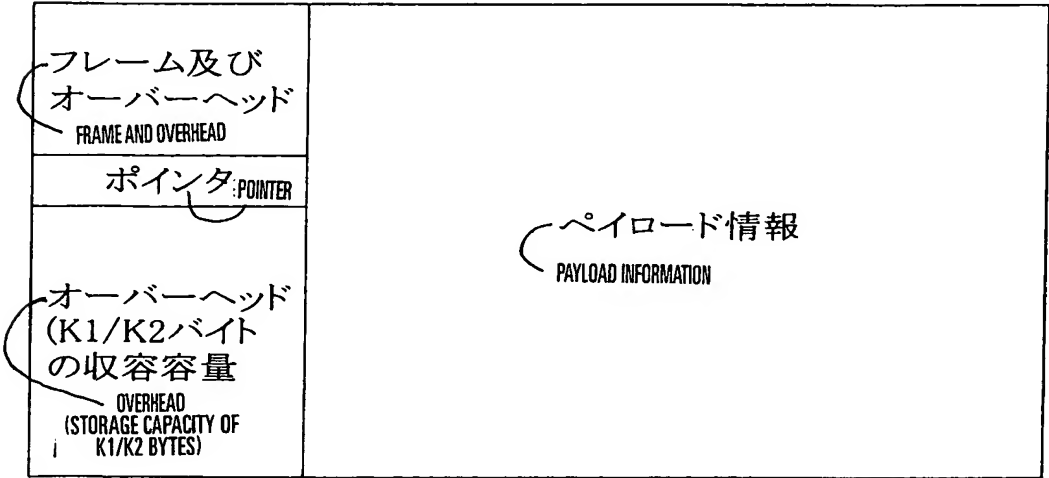 フレーム及び
オーバーヘッド
FRAME AND OVERHEAD
ポインタ:POINTER
オーバーヘッド
(K1/K2バイト
の収容容量
OVERHEAD
(STORAGE CAPACITY OF
K1/K2 BYTES)
ペイロード情報
PAYLOAD INFORMATION